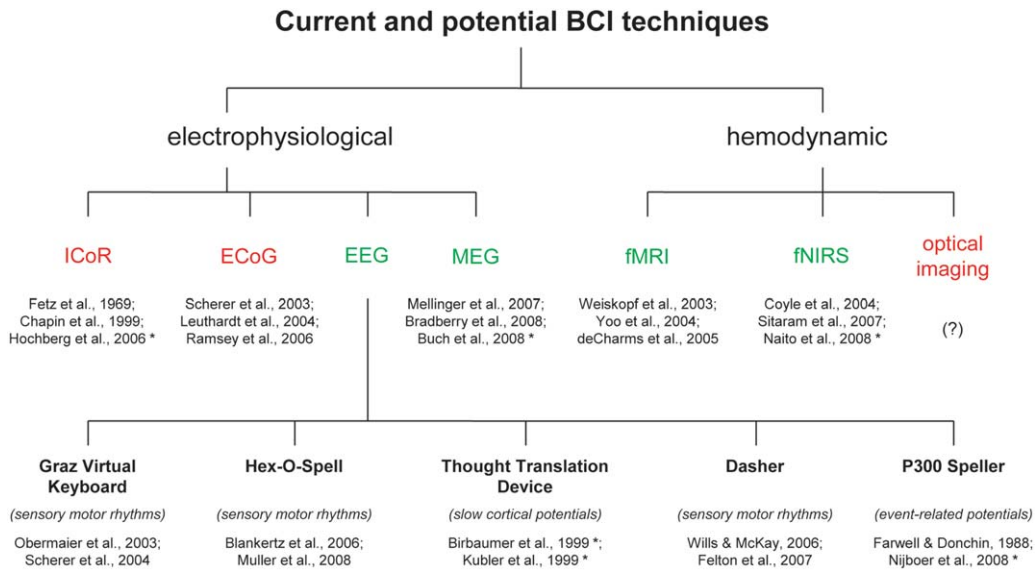 Current and potential BCI techniques
electrophysiological
hemodynamic
ICoR
Fetz et al., 1969;
Chapin et al., 1999;
Hochberg et al., 2006 *
ECoG
Scherer et al., 2003;
Leuthardt et al., 2004;
Ramsey et al., 2006
EEG
MEG
Mellinger et al., 2007;
Bradberry et al., 2008;
Buch et al., 2008 *
fMRI
Weiskopf et al., 2003;
Yoo et al., 2004;
deCharms et al., 2005
fNIRS
Coyle et al., 2004;
Sitaram et al., 2007;
Naito et al., 2008 *
optical
imaging
(?)
Graz Virtual
Keyboard
(sensory motor rhythms)
Obermaier et al., 2003;
Scherer et al., 2004
Hex-O-Spell
(sensory motor rhythms)
Blankertz et al., 2006;
Muller et al., 2008
Thought Translation
Device
(slow cortical potentials)
Birbaumer et al., 1999 *;
Kubler et al., 1999 *
Dasher
(sensory motor rhythms)
Wills & McKay, 2006;
Felton et al., 2007
P300 Speller
(event-related potentials)
Farwell & Donchin, 1988;
Nijboer et al., 2008 *